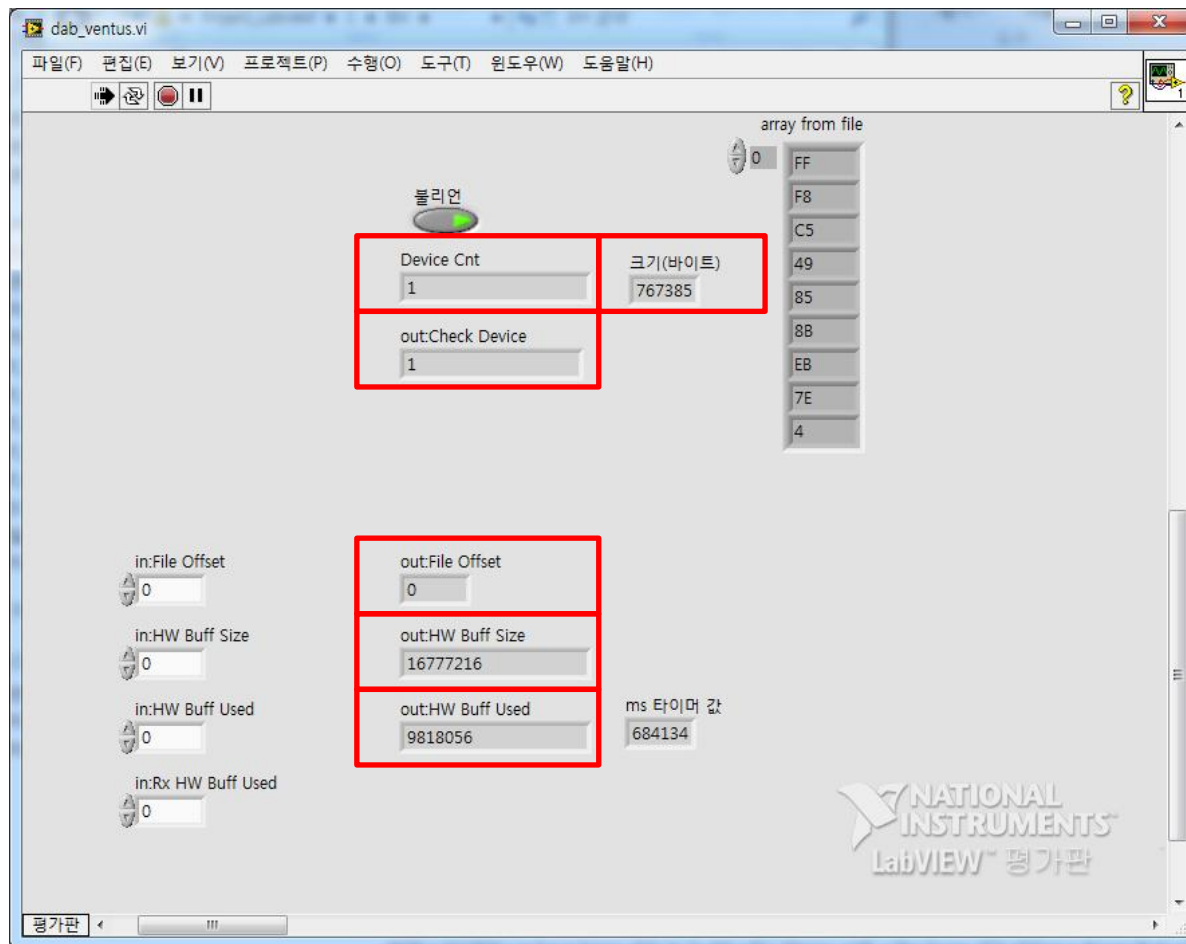 dab_ventus.vi
파일(F) 편집(E) 보기(V) 프로젝트(P) 수행(O) 도구(T) 윈도우(W) 도움말(H)
1
array from file
0
FF
F8
C5
49
85
8B
EB
7E
4
불리언
Device Cnt
1
크기(바이트)
767385
out:Check Device
1
in:File Offset
0
out:File Offset
0
in:HW Buff Size
0
out:HW Buff Size
16777216
in:HW Buff Used
0
out:HW Buff Used
9818056
ms 타이머 값
684134
in:Rx HW Buff Used
0
NATIONAL
INSTRUMENTS
LabVIEW™ 평가판
평가판